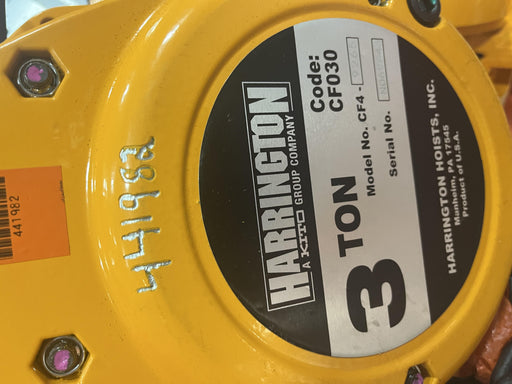 441982
441982
HARRINGTON
A KITO GROUP COMPANY
3 TON
Code:
CF030
Model No. CF4 -
Serial No.
HARRINGTON HOISTS, INC.
Manheim, PA 17545
Product of U.S.A.